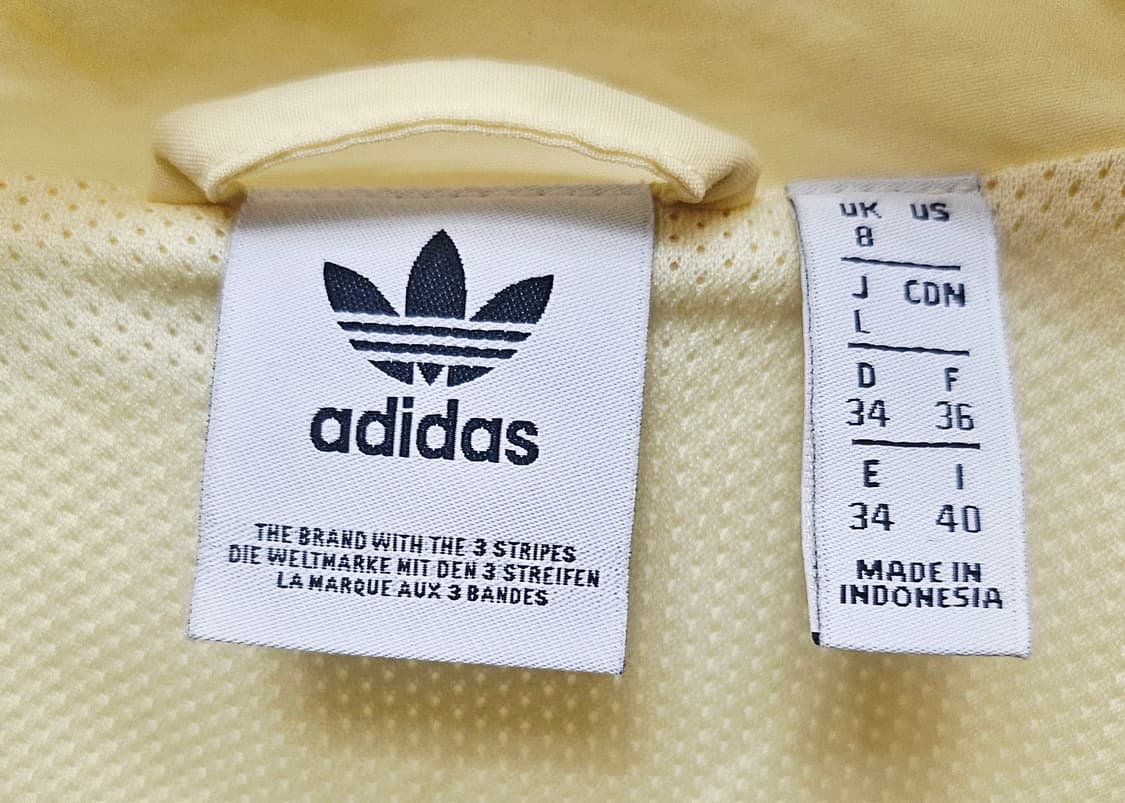 adidas
THE BRAND WITH THE 3 STRIPES
DIE WELTMARKE MIT DEN 3 STREIFEN
LA MARQUE AUX 3 BANDES
UK US
8
J CDN
L
D F
34 36
E I
34 40
MADE IN
INDONESIA